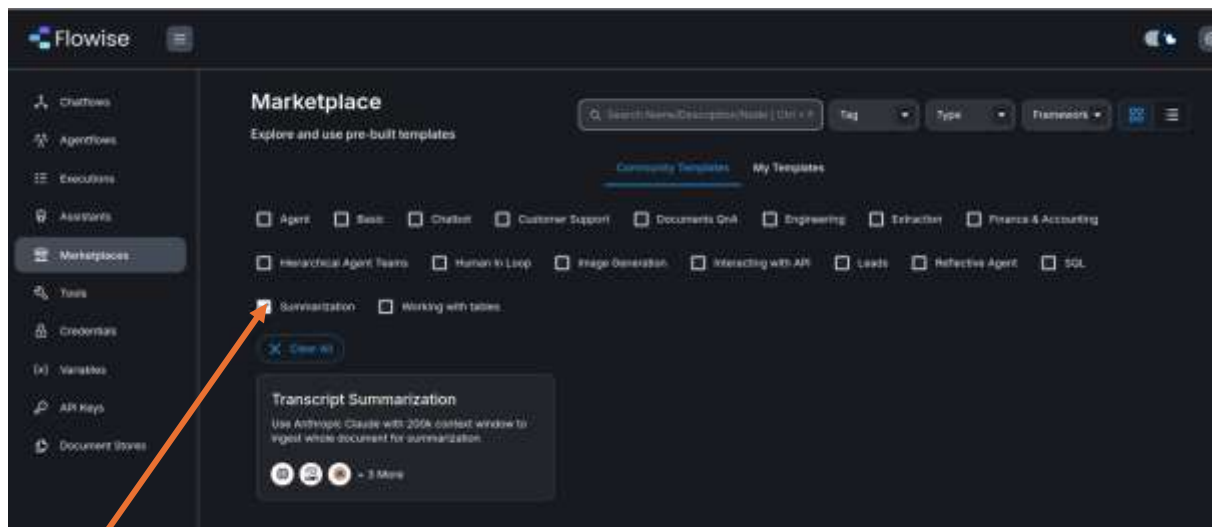 Flowise
Chatflows
Agentflows
Executions
Assistants
Marketplaces
Tools
Credentials
Variables
API Keys
Document Stores
Marketplace
Explore and use pre-built templates
Search Name/Description/Node
Tag
Type
Framework
Community Templates My Templates
Agent Basic Chatbot Customer Support Documents QnA Engineering Extraction Finance & Accounting
Hierarchical Agent Teams Human In Loop Image Generation Interacting with API Leads Reflective Agent SQL
Summarization Working with tables
Clear All
Transcript Summarization
Use Anthropic Claude with 200k context window to
ingest whole document for summarization
+ 3 More